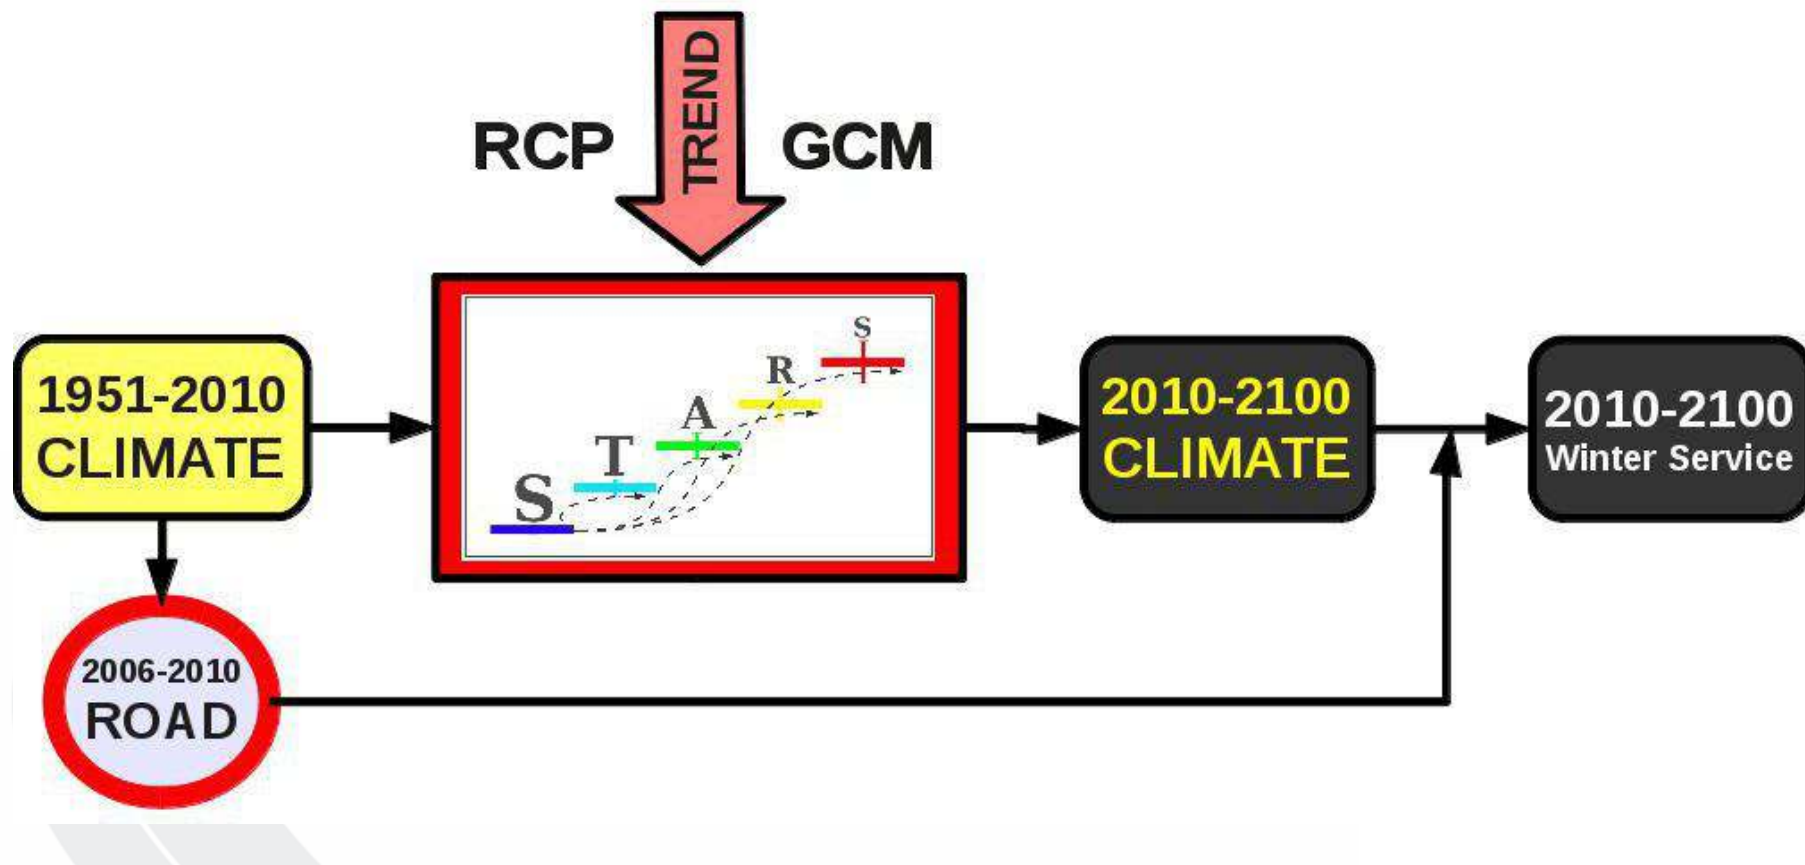 TREND
RCP GCM
1951-2010
CLIMATE
S T A R S
2010-2100
CLIMATE
2010-2100
Winter Service
2006-2010
ROAD